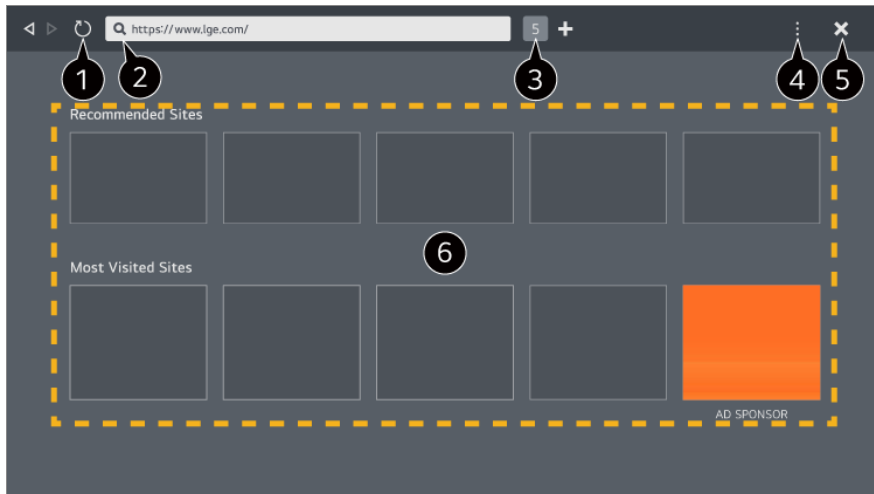 https://www.lge.com/ 5
1 2 3 4 5
Recommended Sites
6
Most Visited Sites
AD SPONSOR